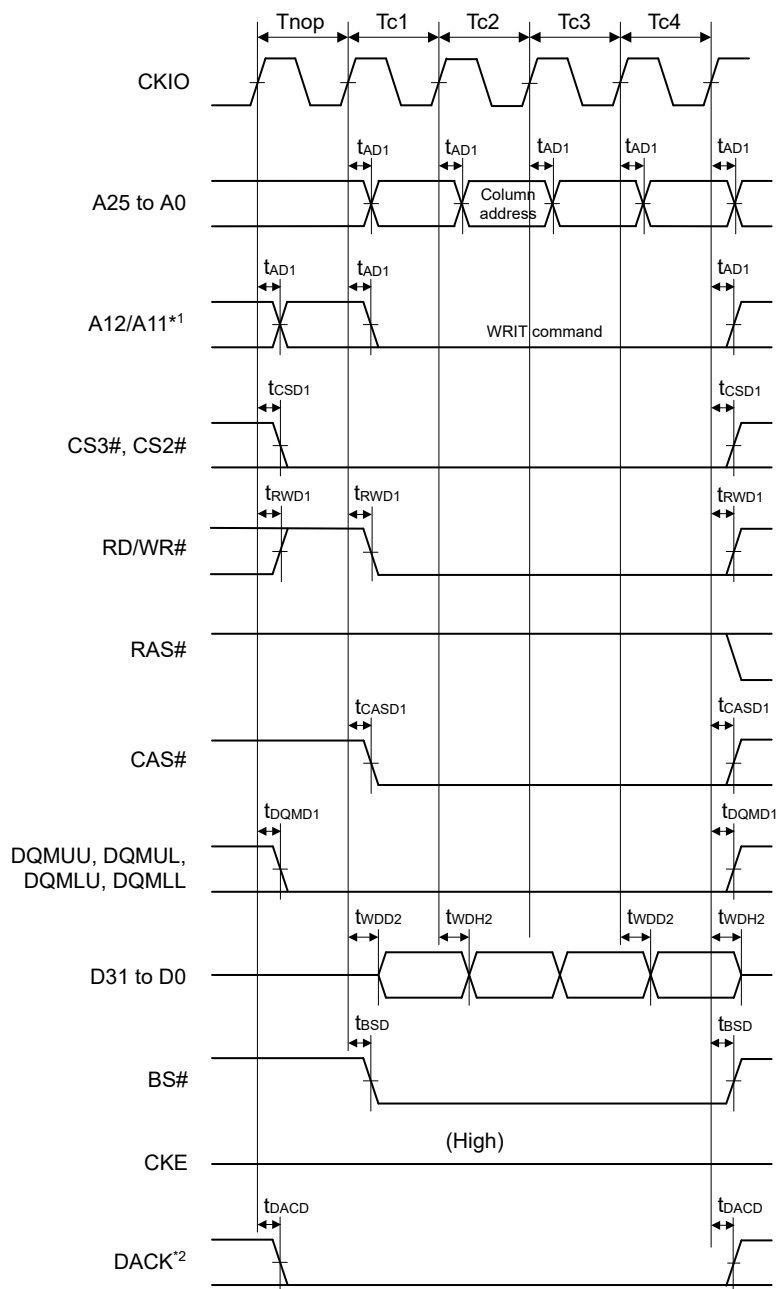 Tnop Tc1 Tc2 Tc3 Tc4
CKIO
tAD1 tAD1 tAD1 tAD1 tAD1
A25 to A0
Column
address
tAD1 tAD1 tAD1
A12/A11*1
WRIT command
tCSD1 tCSD1
CS3#, CS2#
tRWD1 tRWD1 tRWD1
RD/WR#
RAS#
tCASD1 tCASD1
CAS#
tDQMD1 tDQMD1
DQMUU, DQMUL,
DQMLU, DQMLL
tWDD2 tWDH2 tWDD2 tWDH2
D31 to D0
tBSD tBSD
BS#
(High)
CKE
tDACD tDACD
DACK*2